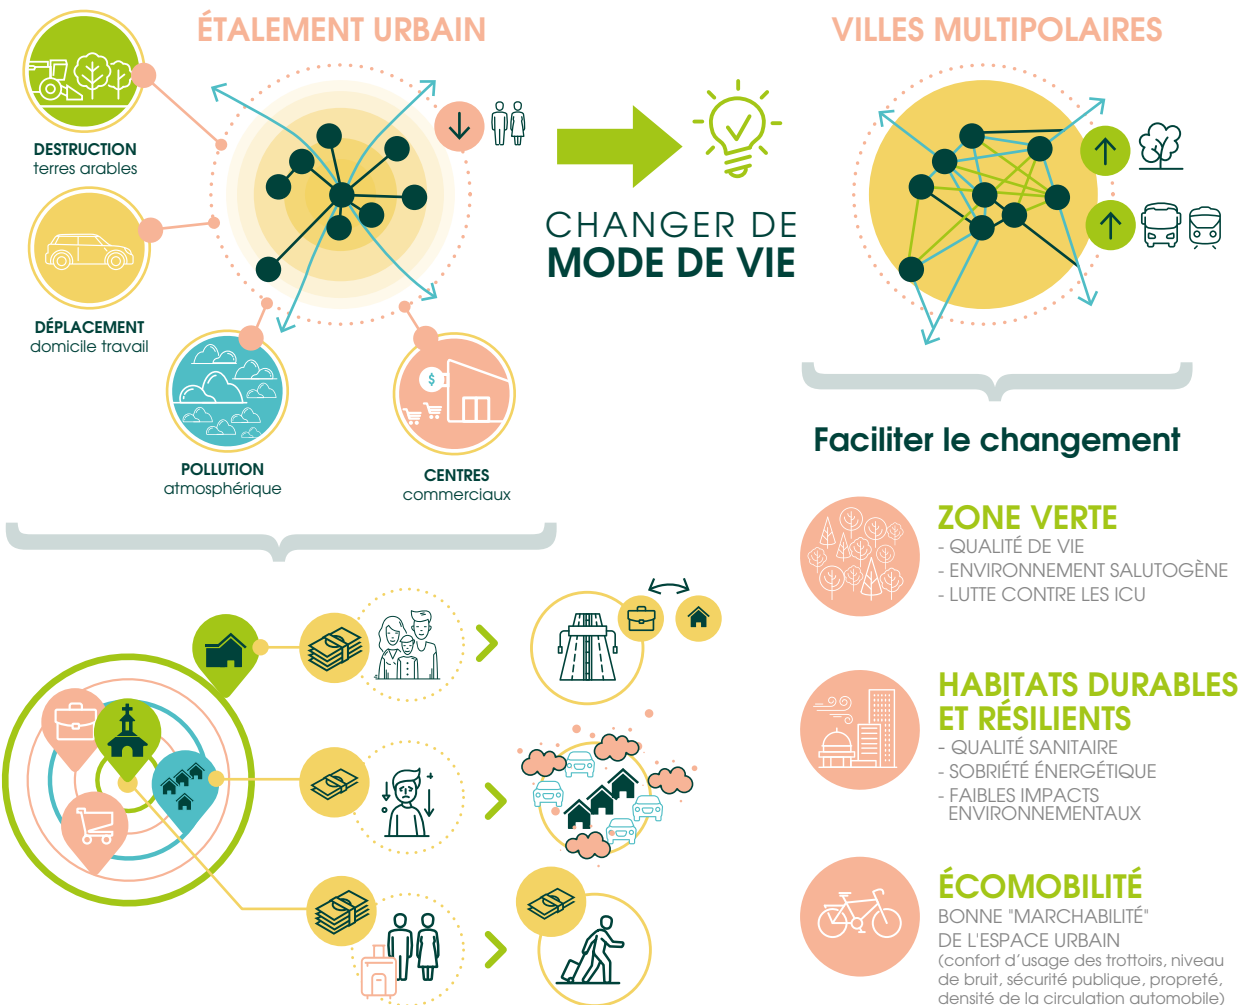 ÉTALEMENT URBAIN
DESTRUCTION
terres arables
DÉPLACEMENT
domicile travail
POLLUTION
atmosphérique
$
CENTRES
commerciaux
CHANGER DE
MODE DE VIE
VILLES MULTIPOLAIRES
Faciliter le changement
ZONE VERTE
- QUALITÉ DE VIE
- ENVIRONNEMENT SALUTOGÈNE
- LUTTE CONTRE LES ICU
HABITATS DURABLES
ET RÉSILIENTS
- QUALITÉ SANITAIRE
- SOBRIÉTÉ ÉNERGÉTIQUE
- FAIBLES IMPACTS
ENVIRONNEMENTAUX
ÉCOMOBILITÉ
BONNE "MARCHABILITÉ"
DE L'ESPACE URBAIN
(confort d'usage des trottoirs, niveau
de bruit, sécurité publique, propreté,
densité de la circulation automobile)